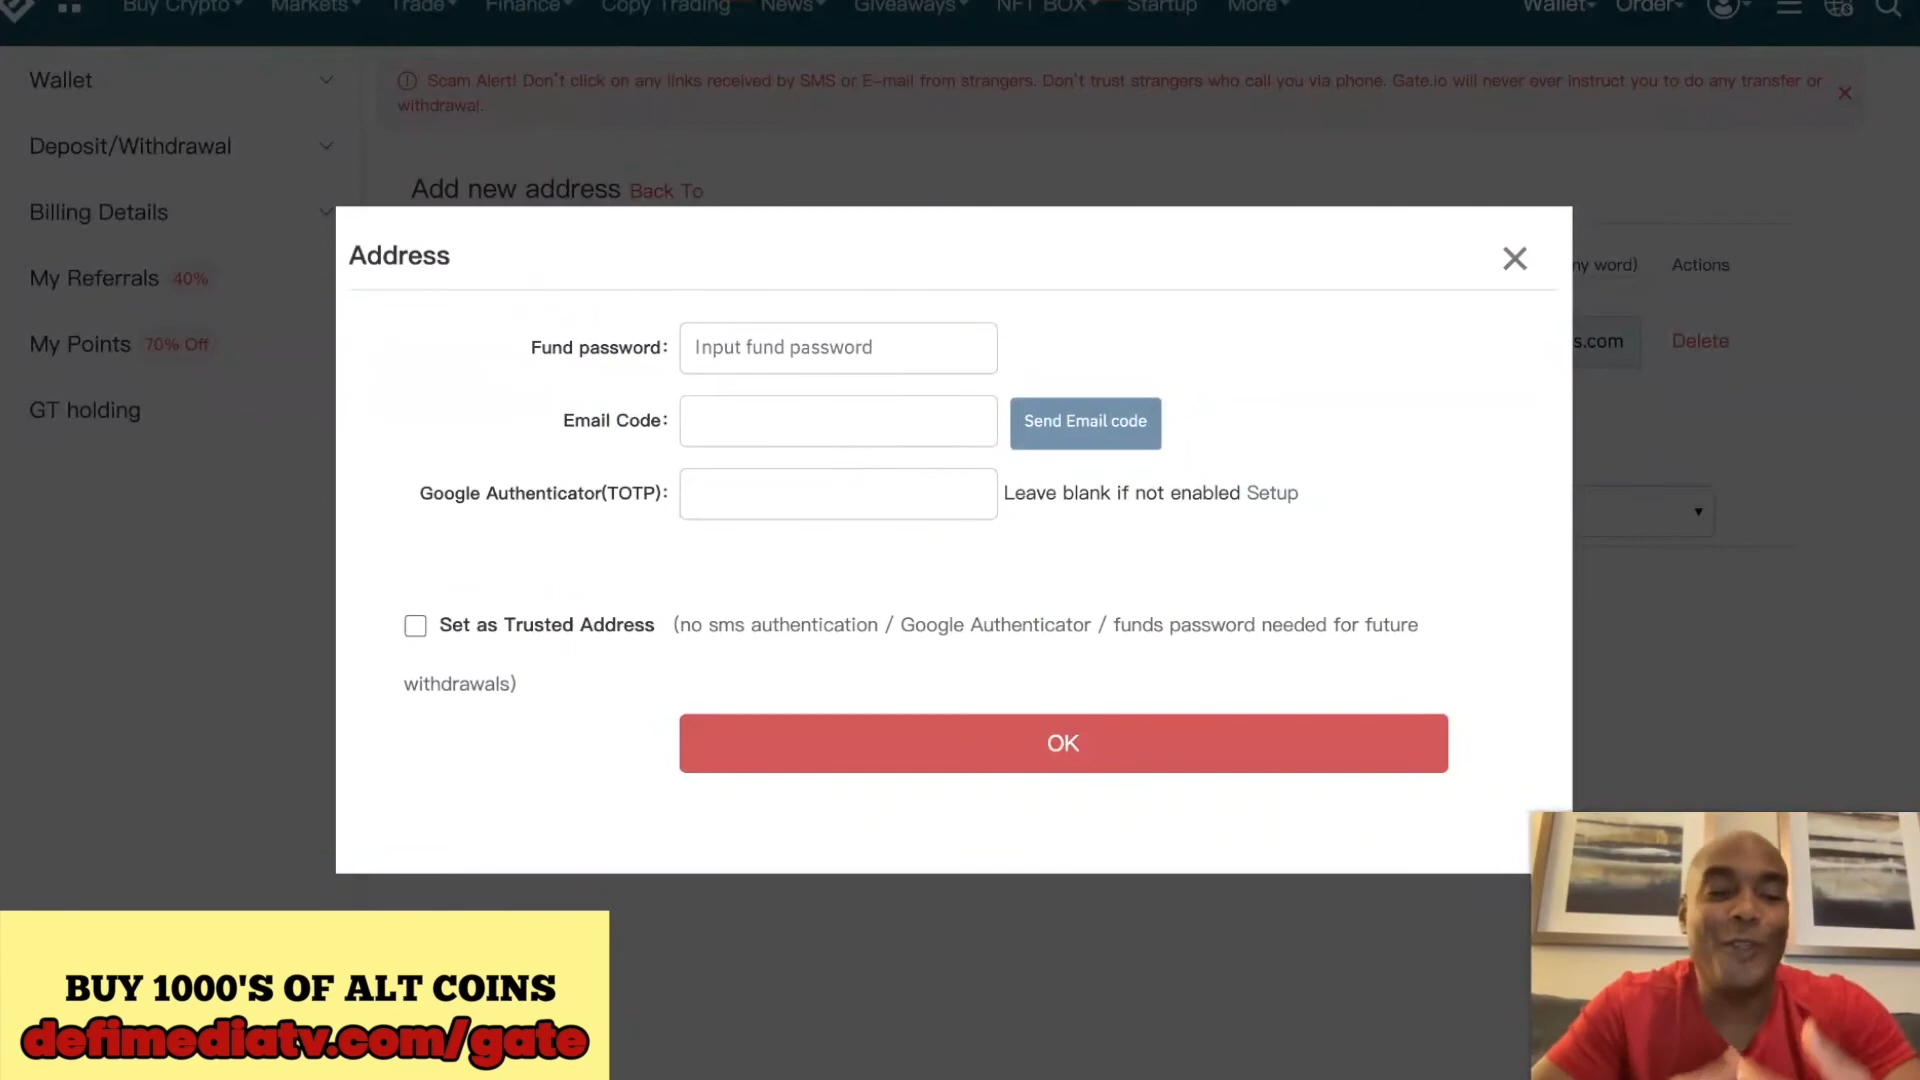 Buy Crypto Markets Trade Finance Copy Trading News Giveaways NFT BOX Startup More Wallet Order
Wallet
Scam Alert! Don't click on any links received by SMS or E-mail from strangers. Don't trust strangers who call you via phone. Gate.io will never ever instruct you to do any transfer or
withdrawal.
Deposit/Withdrawal
Add new address Back To
Billing Details
Address
ny word) Actions
My Referrals 40%
Fund password: Input fund password
s.com Delete
My Points 70% Off
GT holding
Email Code: Send Email code
Google Authenticator(TOTP): Leave blank if not enabled Setup
Set as Trusted Address (no sms authentication / Google Authenticator / funds password needed for future
withdrawals)
OK
BUY 1000'S OF ALT COINS
defimediatv.com/gate